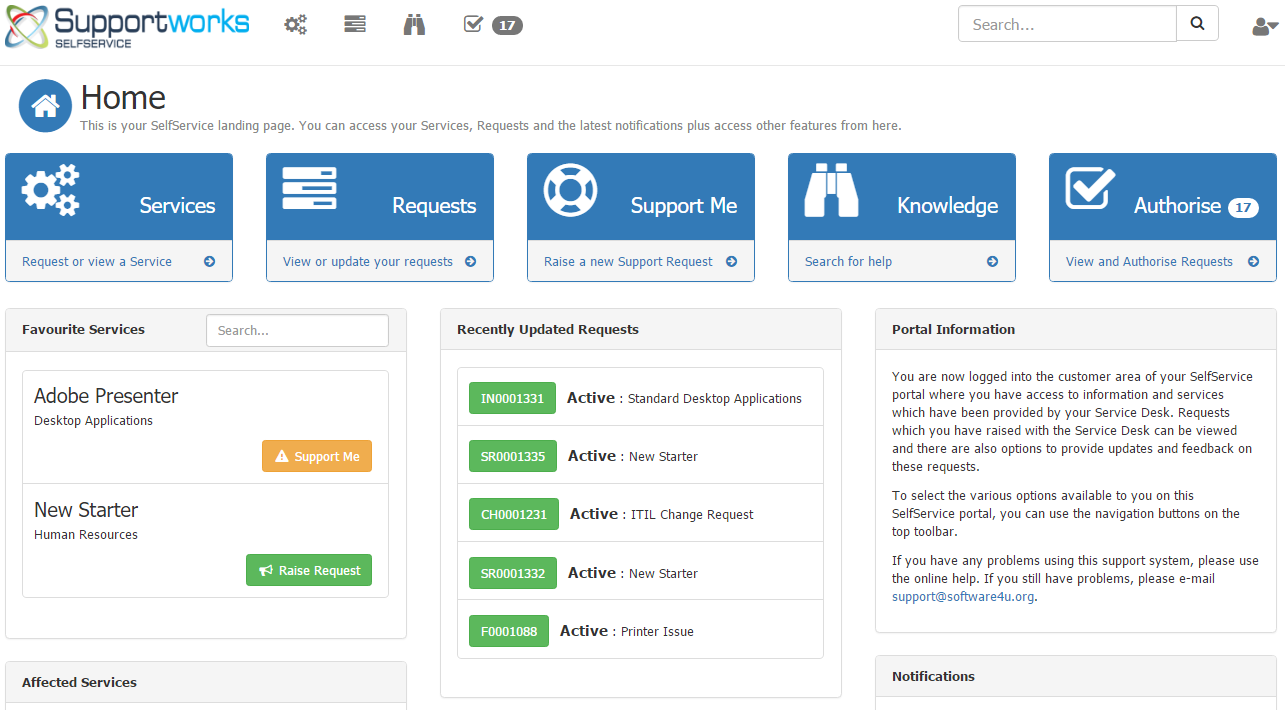 Supportworks
SELFSERVICE
17
Search...
Home
This is your SelfService landing page. You can access your Services, Requests and the latest notifications plus access other features from here.
Services
Request or view a Service
Requests
View or update your requests
Support Me
Raise a new Support Request
Knowledge
Search for help
Authorise 17
View and Authorise Requests
Favourite Services
Search...
Adobe Presenter
Desktop Applications
Support Me
New Starter
Human Resources
Raise Request
Affected Services
Recently Updated Requests
IN0001331 Active : Standard Desktop Applications
SR0001335 Active : New Starter
CH0001231 Active : ITIL Change Request
SR0001332 Active : New Starter
F0001088 Active : Printer Issue
Portal Information
You are now logged into the customer area of your SelfService
portal where you have access to information and services
which have been provided by your Service Desk. Requests
which you have raised with the Service Desk can be viewed
and there are also options to provide updates and feedback on
these requests.
To select the various options available to you on this
SelfService portal, you can use the navigation buttons on the
top toolbar.
If you have any problems using this support system, please use
the online help. If you still have problems, please e-mail
support@software4u.org.
Notifications